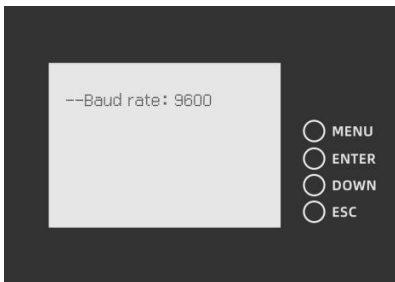 --Baud rate: 9600
MENU
ENTER
DOWN
ESC